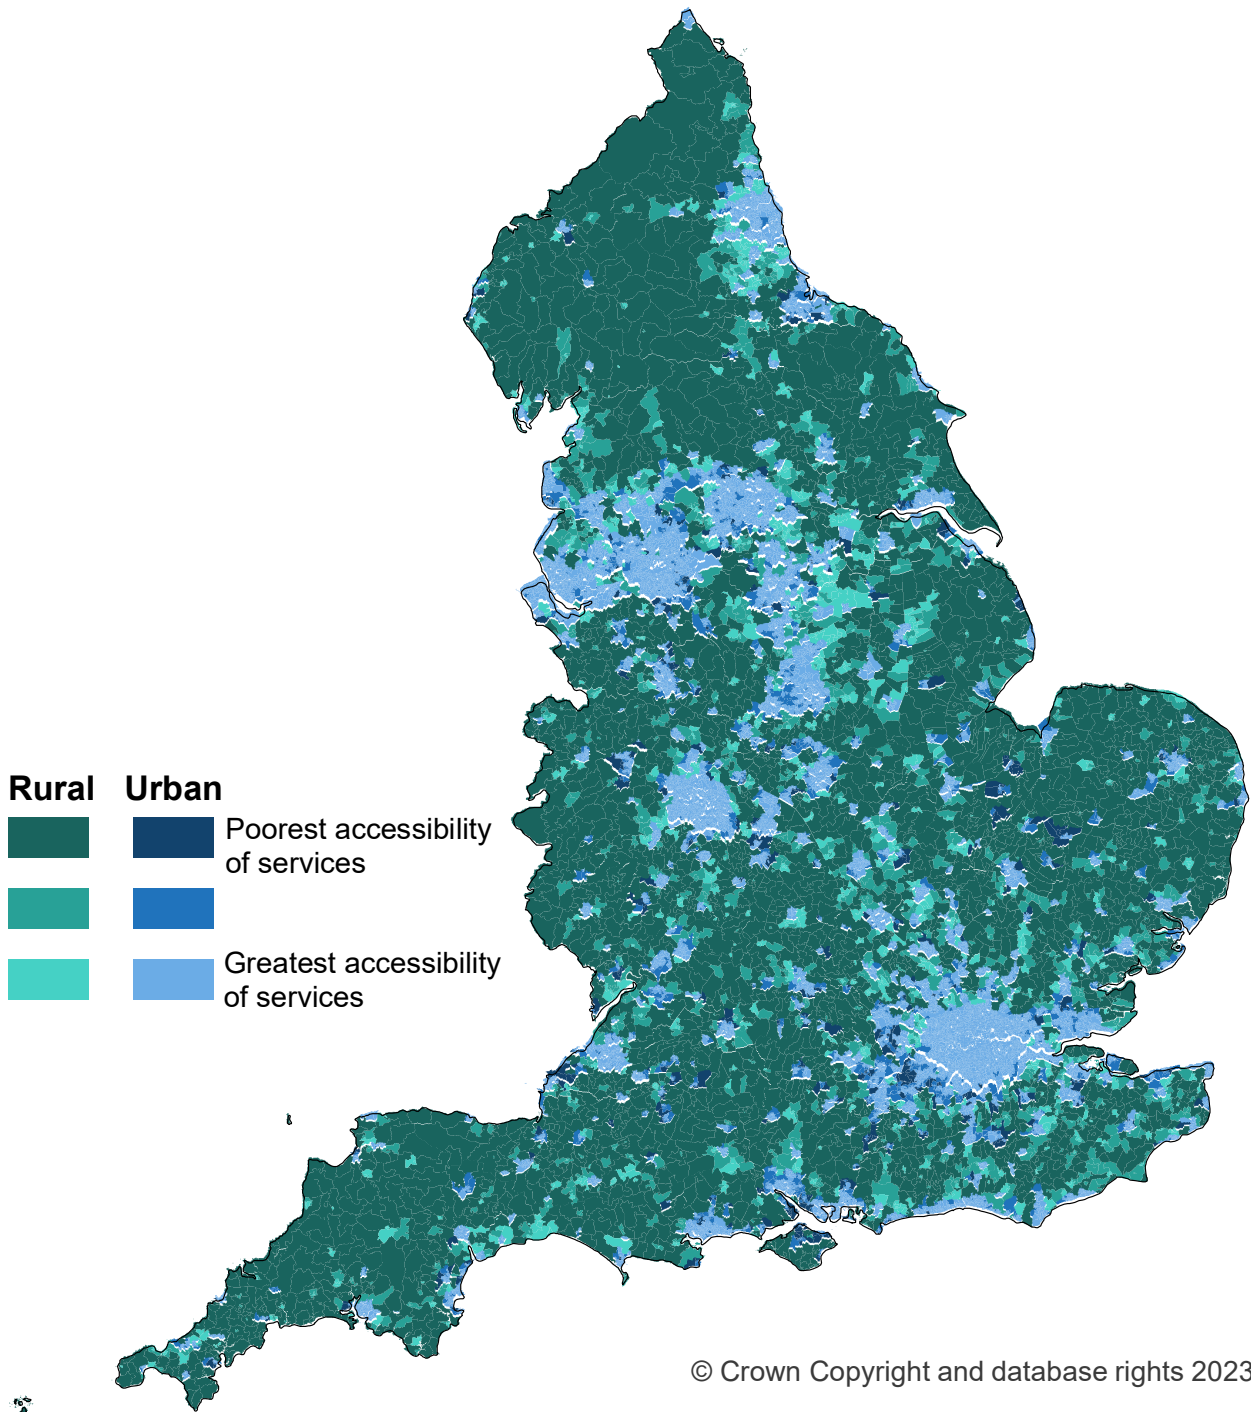 Rural Urban
Poorest accessibility
of services
Greatest accessibility
of services
© Crown Copyright and database rights 2023